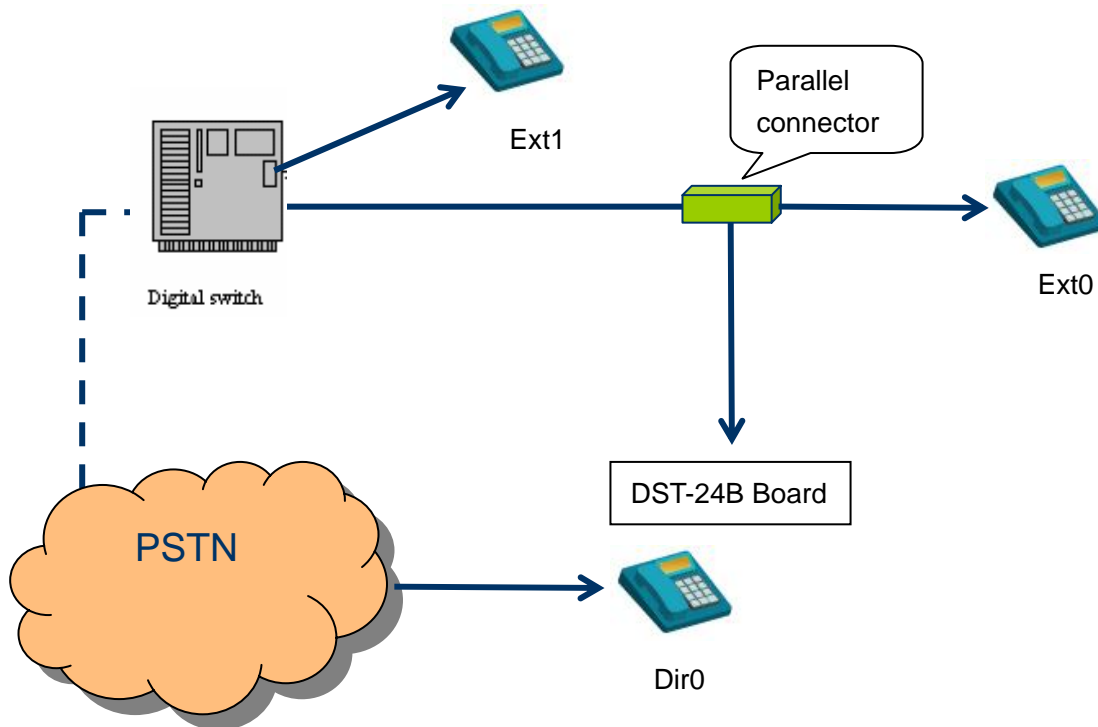 Parallel
connector
Ext1
Ext0
Digital switch
DST-24B Board
PSTN
Dir0